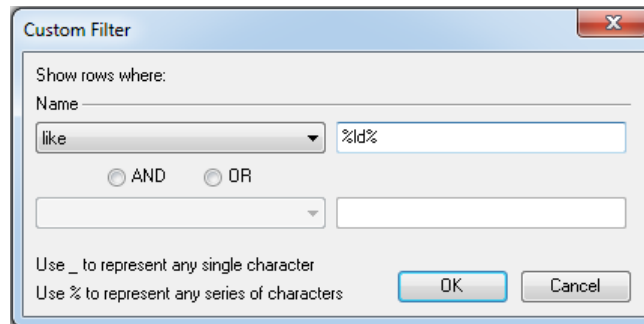 Custom Filter
Show rows where:
Name
like
%Id%
AND
OR
Use _ to represent any single character
Use % to represent any series of characters
OK
Cancel